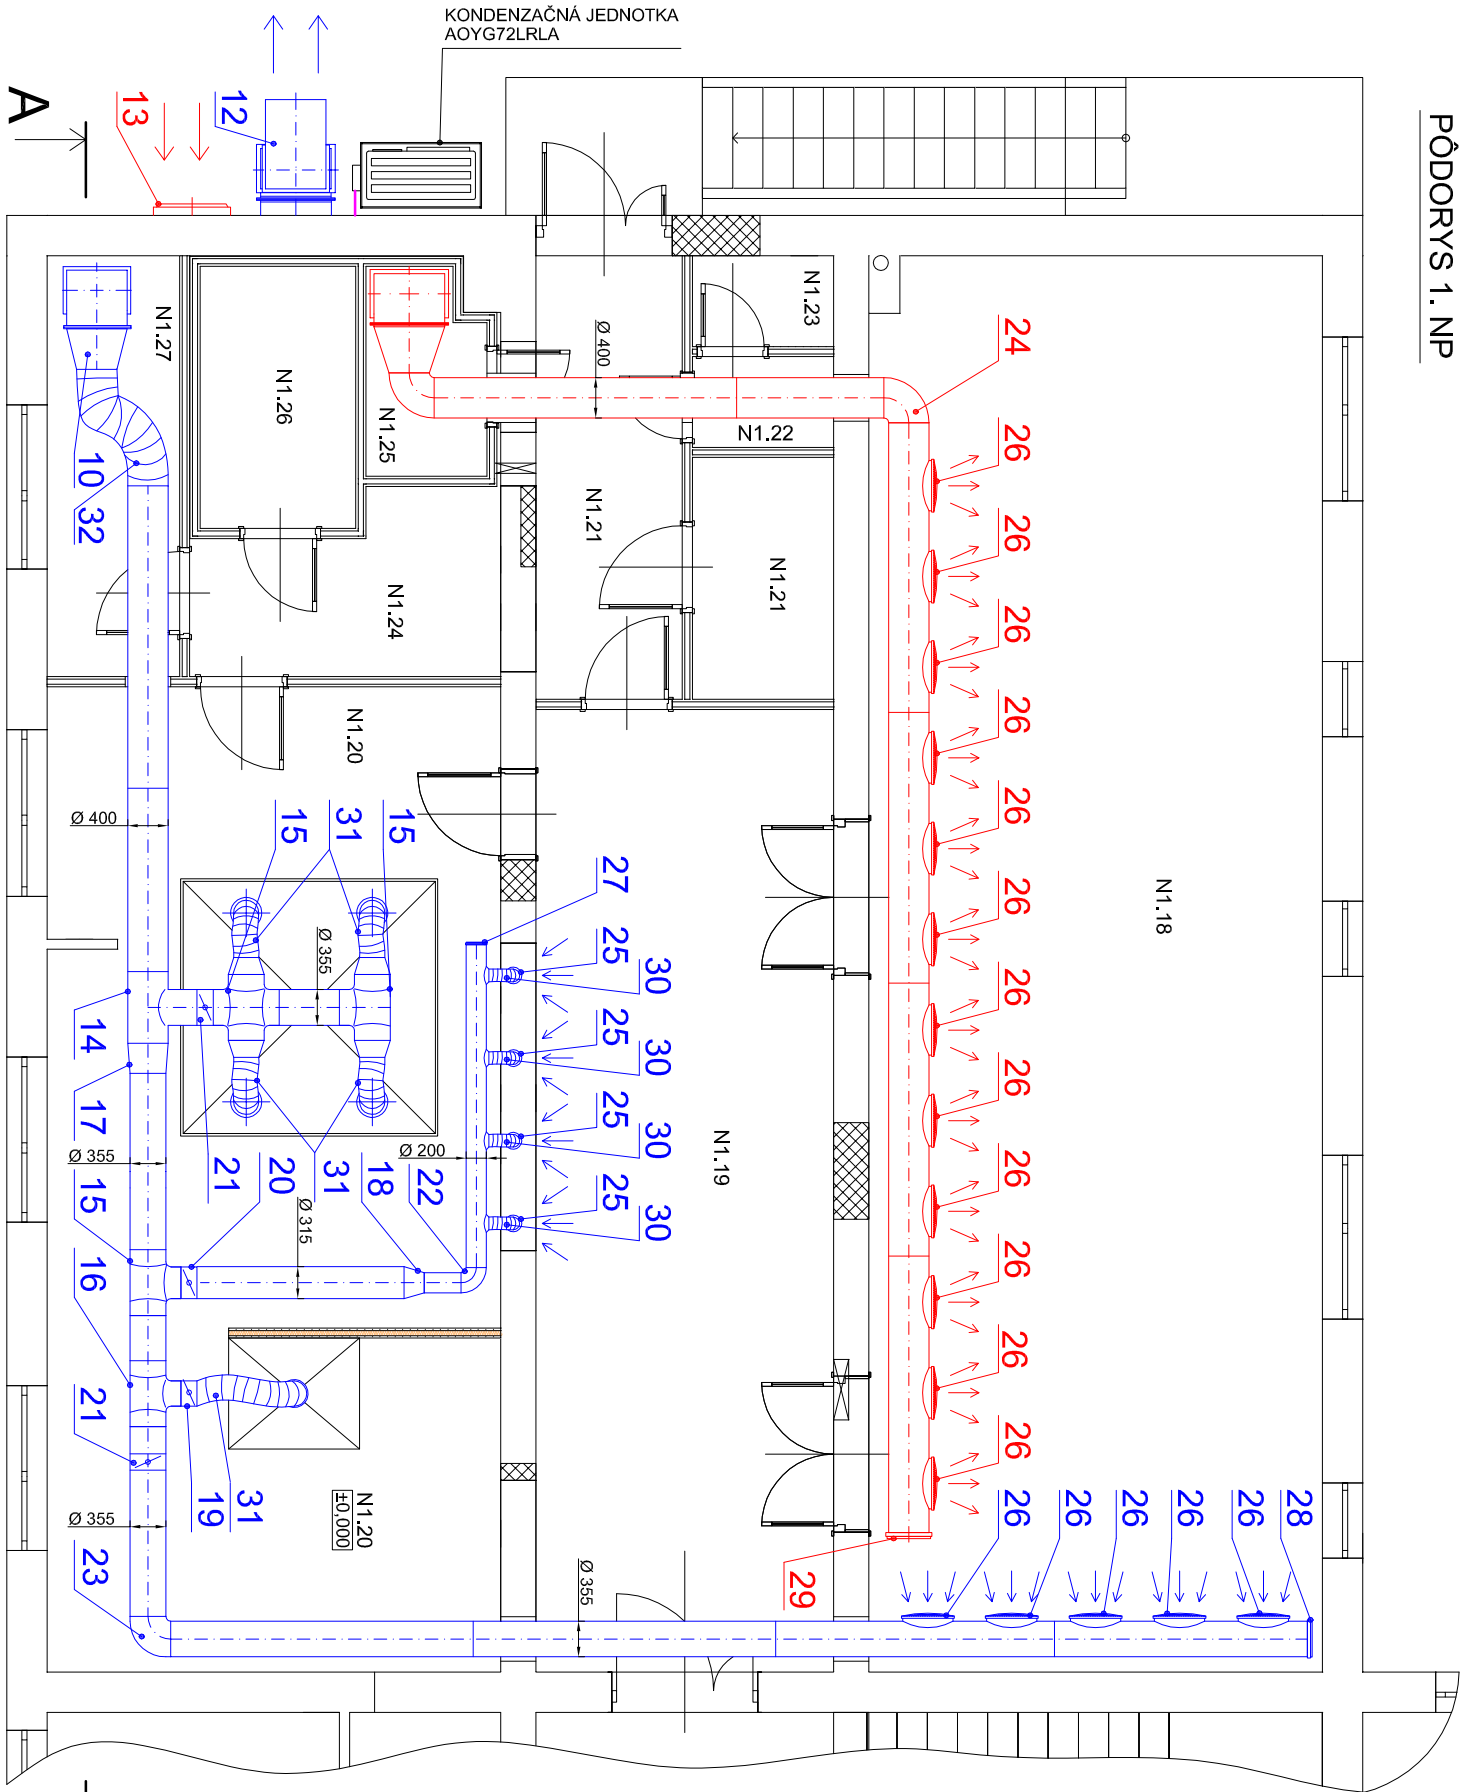 KONDENZAČNÁ JEDNOTKA
AOYG72LRLA
PÔDORYS 1. NP
A
13
12
N1.27
N1.26
N1.25
N1.23
N1.22
Ø 400
24
10
32
N1.24
N1.21
N1.21
N1.20
N1.18
N1.19
26
26
26
26
26
26
26
26
26
26
26
26
Ø 400
15
31
15
27
Ø 355
25
30
25
30
25
30
25
30
14
17
Ø 355
15
16
21
21
20
31
18
22
Ø 200
Ø 315
19
31
N1.20
±0,000
Ø 355
23
Ø 355
29
26
26
26
26
26
28